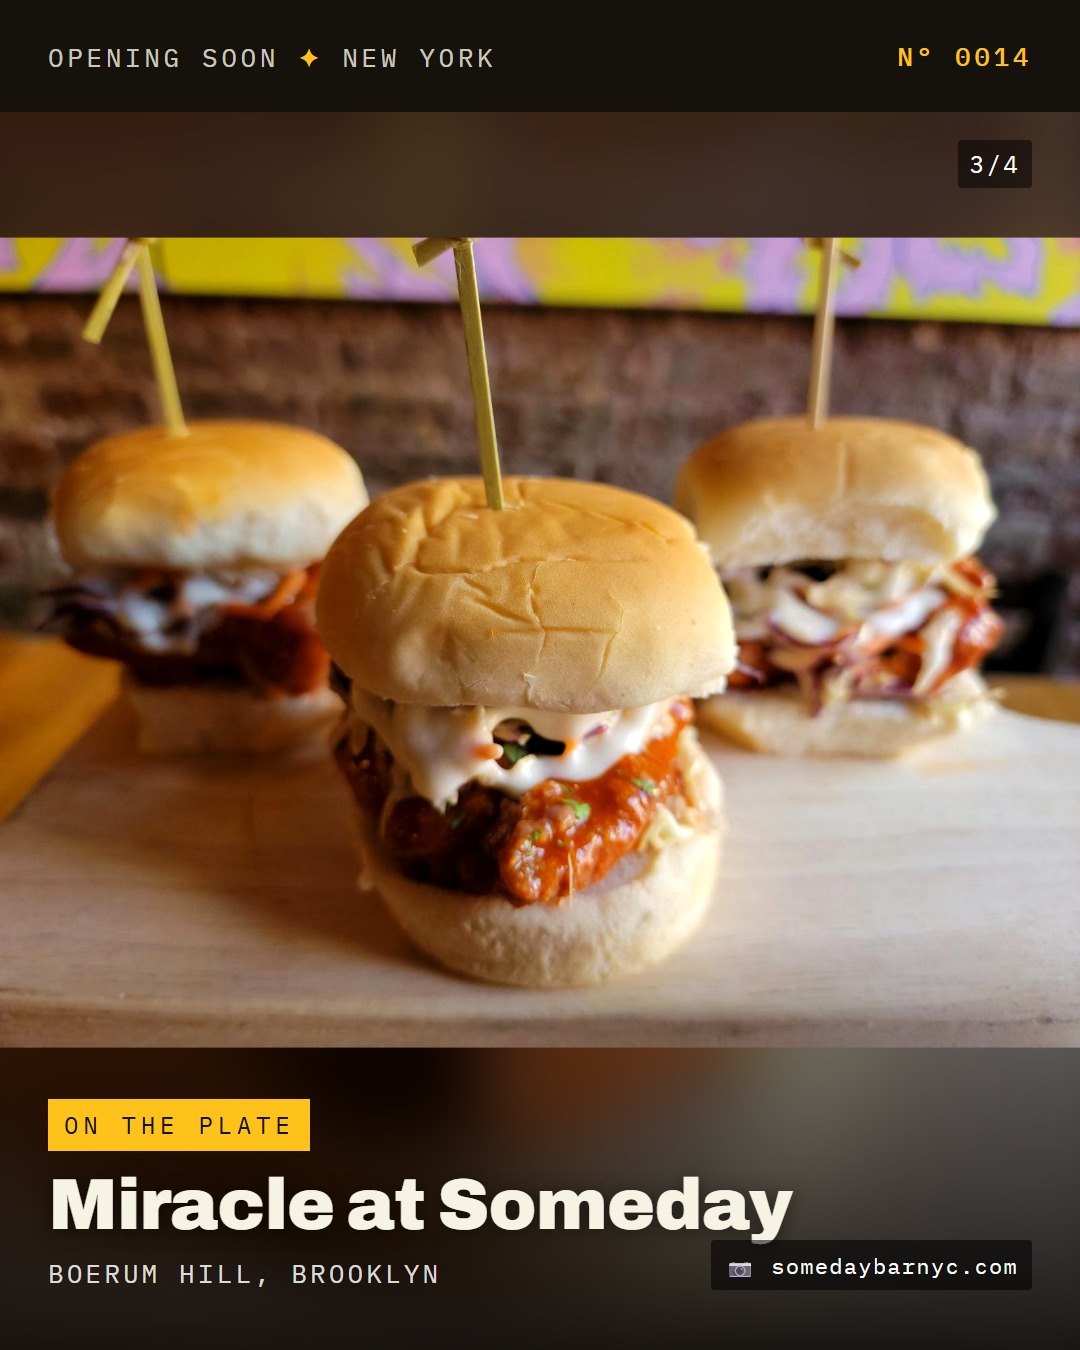 OPENING SOON ✦ NEW YORK
N° 0014
3/4
ON THE PLATE
Miracle at Someday
BOERUM HILL, BROOKLYN
📷 somedaybarnyc.com